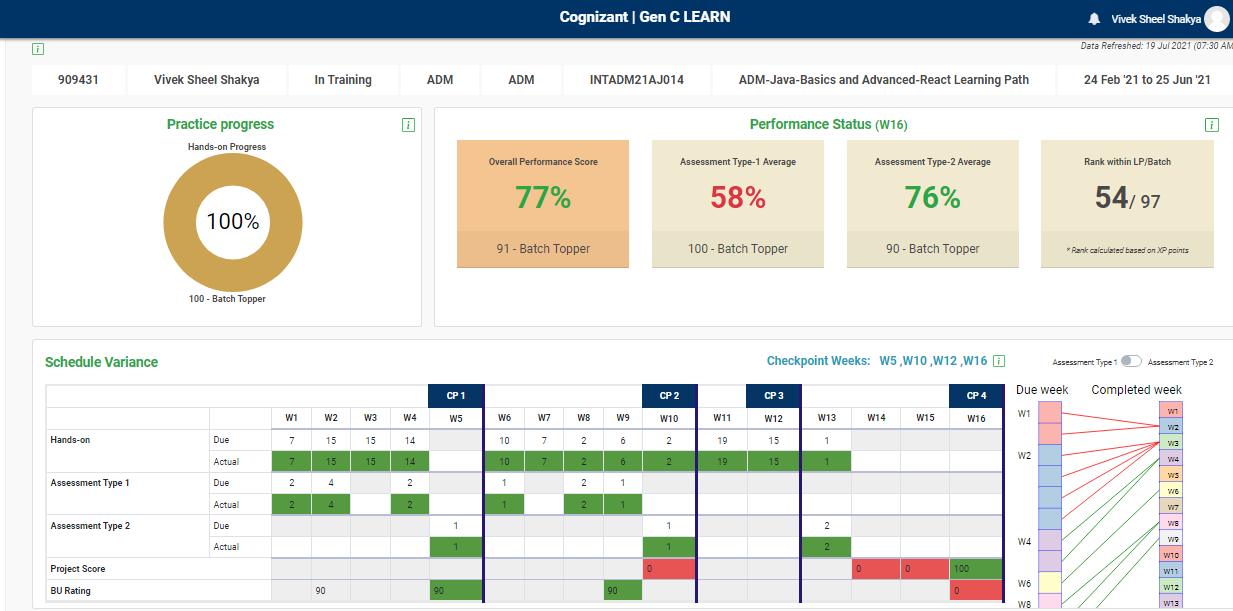 Cognizant | Gen C LEARN
Vivek Sheel Shakya
Data Refreshed: 19 Jul 2021 (07:30 AM
i
909431 Vivek Sheel Shakya In Training ADM ADM INTADM21AJ014 ADM-Java-Basics and Advanced-React Learning Path 24 Feb '21 to 25 Jun '21
Practice progress i
Hands-on Progress
100%
100 - Batch Topper
Performance Status (W16) i
Overall Performance Score
77%
91 - Batch Topper
Assessment Type-1 Average
58%
100 - Batch Topper
Assessment Type-2 Average
76%
90 - Batch Topper
Rank within LP/Batch
54/ 97
* Rank calculated based on XP points
Schedule Variance
Checkpoint Weeks: W5 ,W10 ,W12 ,W16 i
Assessment Type 1 Assessment Type 2
CP 1 CP 2 CP 3 CP 4
W1 W2 W3 W4 W5 W6 W7 W8 W9 W10 W11 W12 W13 W14 W15 W16
Hands-on Due 7 15 15 14 10 7 2 6 2 19 15 1
Actual 7 15 15 14 10 7 2 6 2 19 15 1
Assessment Type 1 Due 2 4 2 1 2 1
Actual 2 4 2 1 2 1
Assessment Type 2 Due 1 1 2
Actual 1 1 2
Project Score 0 0 0 100
BU Rating 90 90 90 0
Due week Completed week
W1
W2
W4
W6
W8
W1
W2
W3
W4
W5
W6
W7
W8
W9
W10
W11
W12
W13